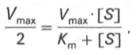 V_max / 2 = V_max · [S] / (K_m + [S]) .